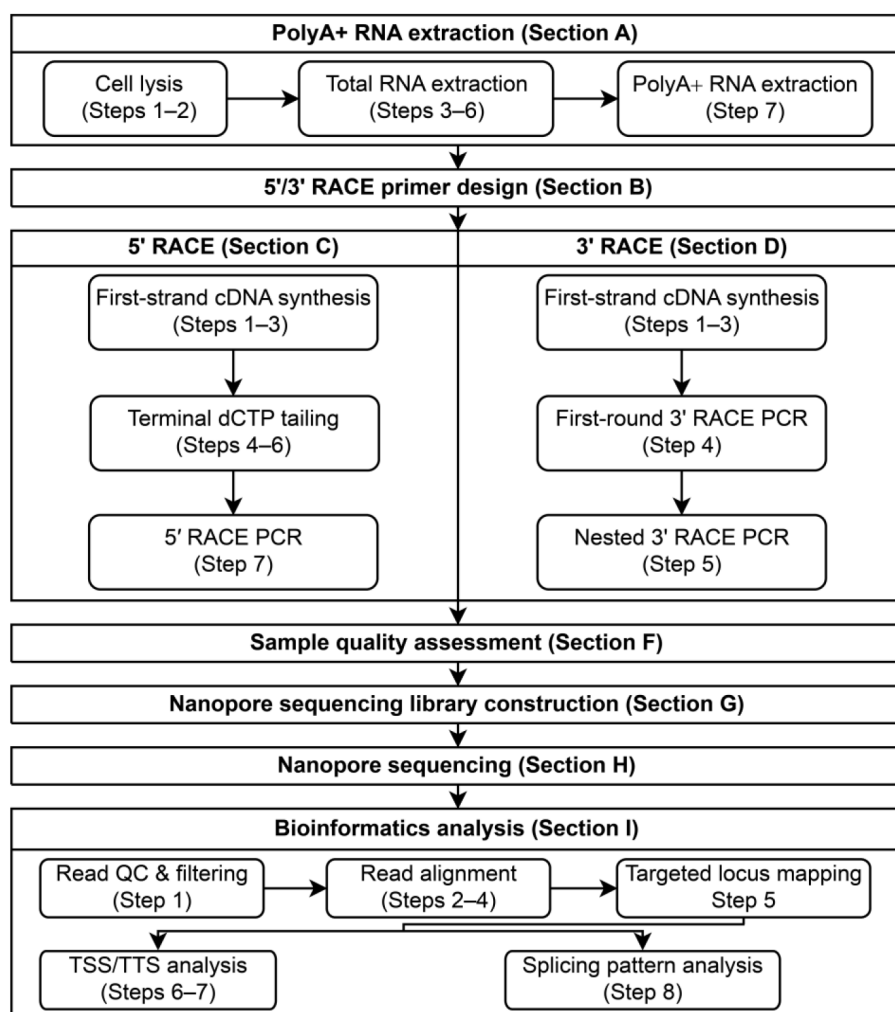 PolyA+ RNA extraction (Section A)
Cell lysis
(Steps 1–2)
Total RNA extraction
(Steps 3–6)
PolyA+ RNA extraction
(Step 7)
5'/3' RACE primer design (Section B)
5' RACE (Section C)
First-strand cDNA synthesis
(Steps 1–3)
Terminal dCTP tailing
(Steps 4–6)
5′ RACE PCR
(Step 7)
3' RACE (Section D)
First-strand cDNA synthesis
(Steps 1–3)
First-round 3' RACE PCR
(Step 4)
Nested 3' RACE PCR
(Step 5)
Sample quality assessment (Section F)
Nanopore sequencing library construction (Section G)
Nanopore sequencing (Section H)
Bioinformatics analysis (Section I)
Read QC & filtering
(Step 1)
Read alignment
(Steps 2–4)
Targeted locus mapping
Step 5
TSS/TTS analysis
(Steps 6–7)
Splicing pattern analysis
(Step 8)